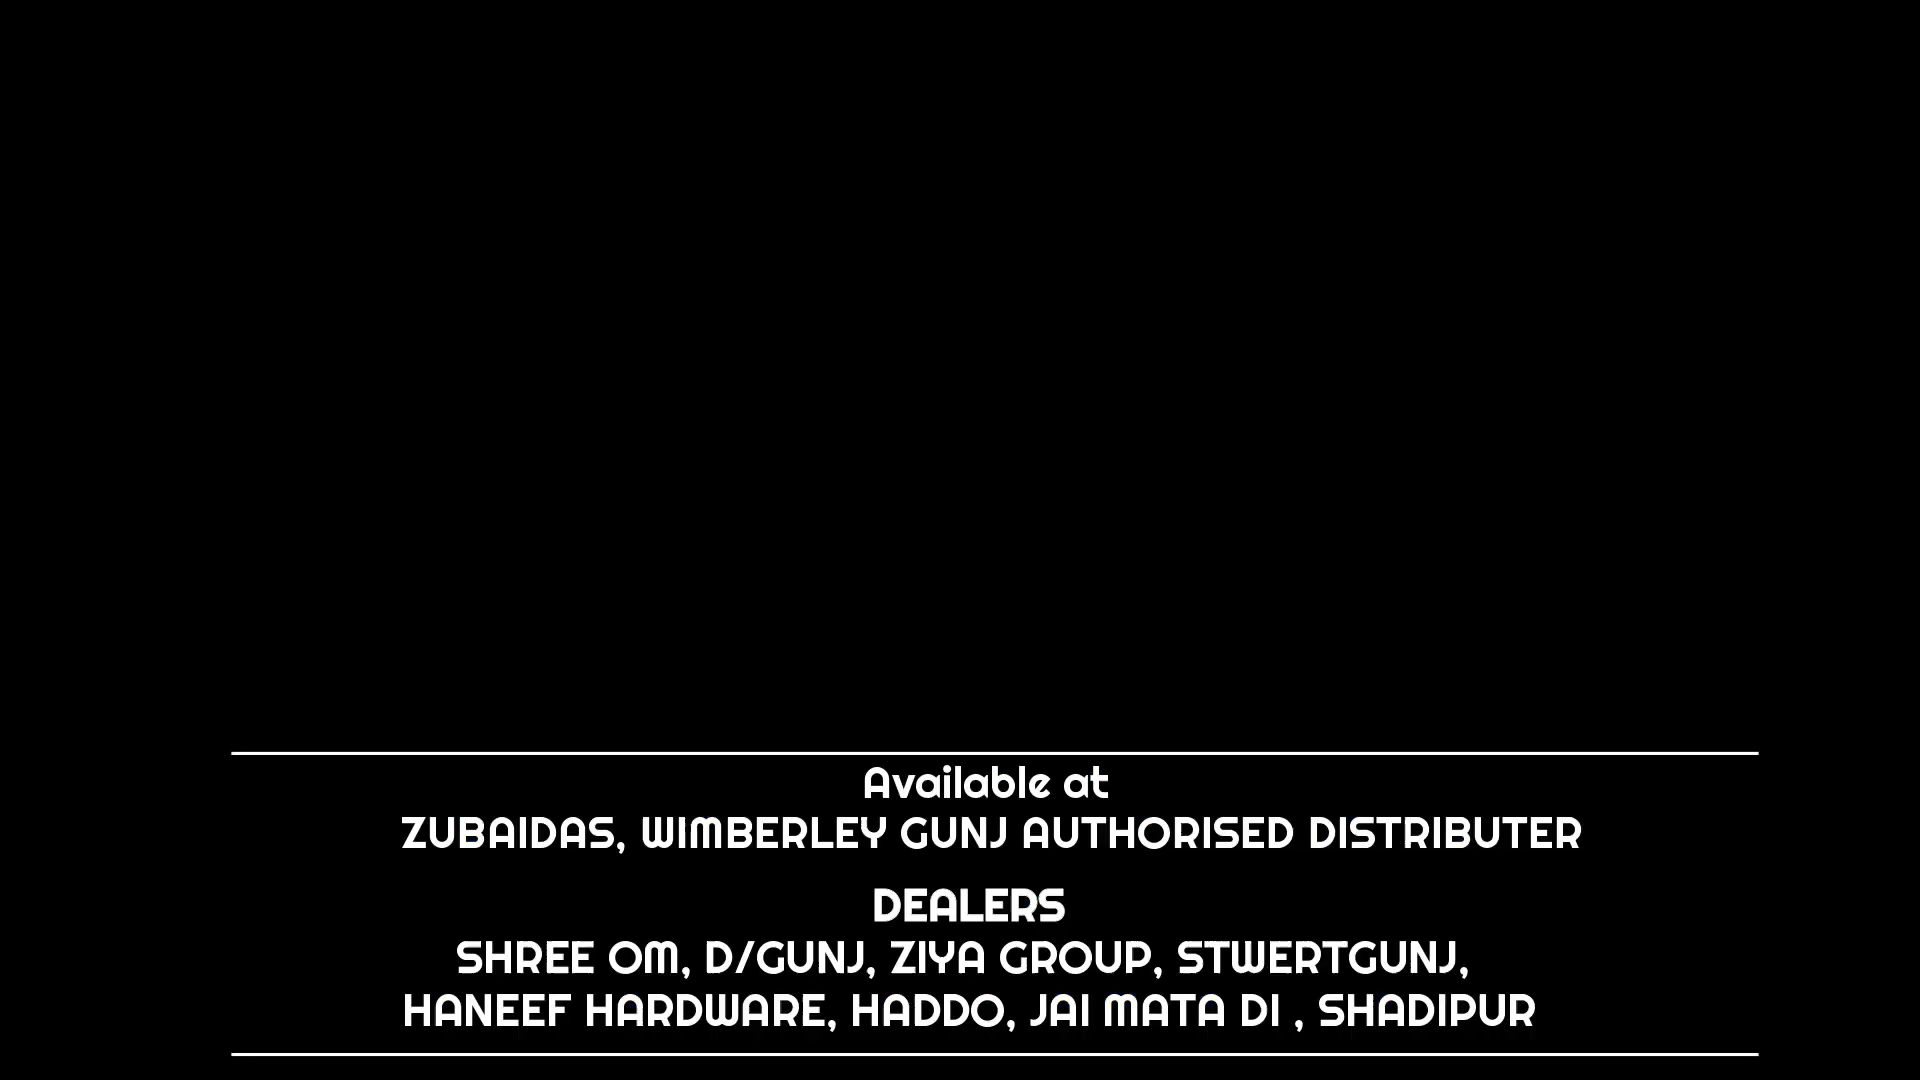 Available at
ZUBAIDAS, WIMBERLEY GUNJ AUTHORISED DISTRIBUTER
DEALERS
SHREE OM, D/GUNJ, ZIYA GROUP, STWERTGUNJ,
HANEEF HARDWARE, HADDO, JAI MATA DI , SHADIPUR